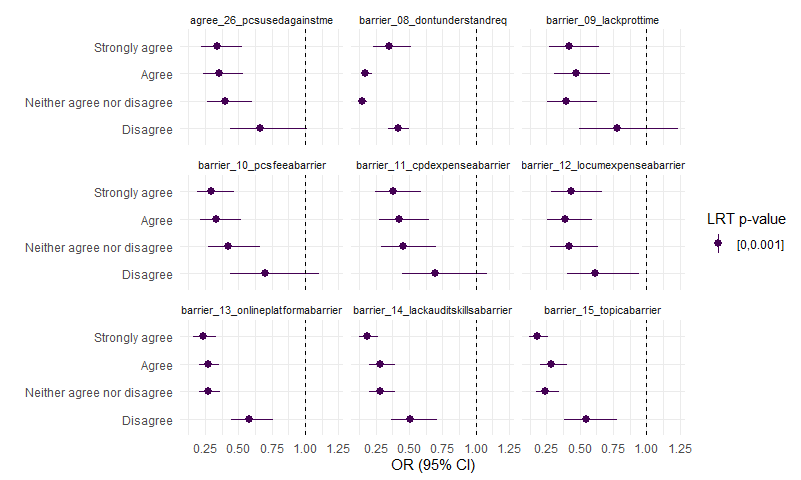 agree_26_pcsusedagainstme barrier_08_dontunderstandreq barrier_09_lackprottime
Strongly agree
Agree
Neither agree nor disagree
Disagree
barrier_10_pcsfeeabarrier barrier_11_cpdexpenseabarrier barrier_12_locumexpenseabarrier
Strongly agree
Agree
Neither agree nor disagree
Disagree
LRT p-value
[0,0.001]
barrier_13_onlineplatformabarrier barrier_14_lackauditskillsabarrier barrier_15_topicabarrier
Strongly agree
Agree
Neither agree nor disagree
Disagree
0.25 0.50 0.75 1.00 1.25 0.25 0.50 0.75 1.00 1.25 0.25 0.50 0.75 1.00 1.25
OR (95% CI)